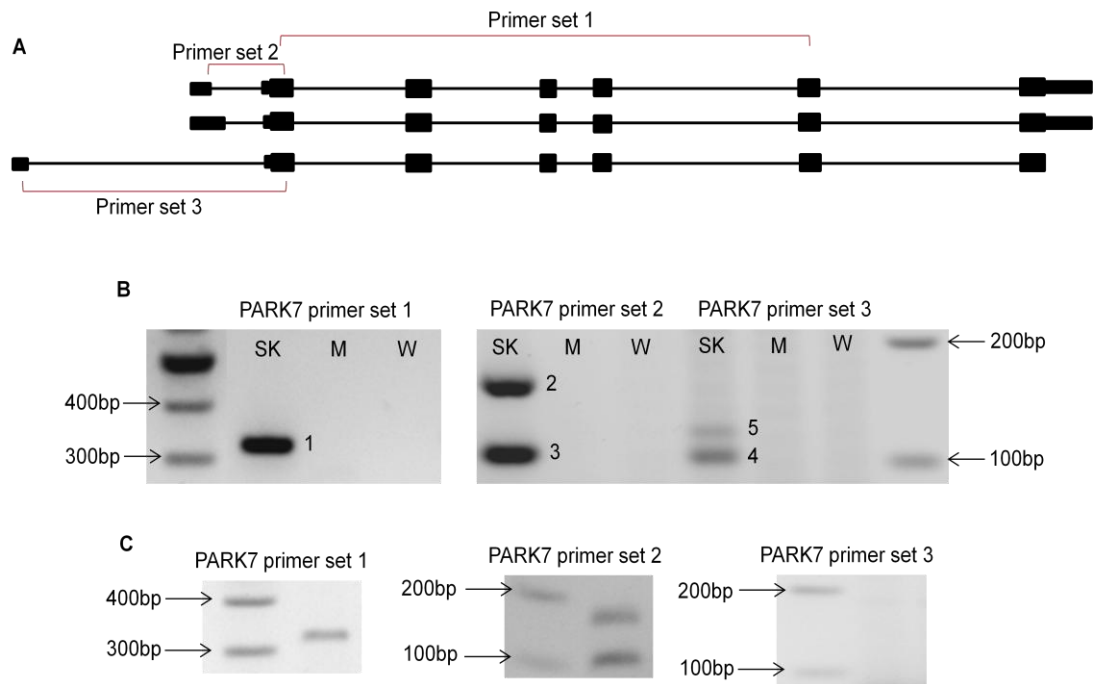 A
Primer set 1
Primer set 2
Primer set 3
B
PARK7 primer set 1
PARK7 primer set 2
PARK7 primer set 3
SK M W
SK M W
SK M W
400bp
300bp
1
2
3
5
4
200bp
100bp
C
PARK7 primer set 1
PARK7 primer set 2
PARK7 primer set 3
400bp
300bp
200bp
100bp
200bp
100bp